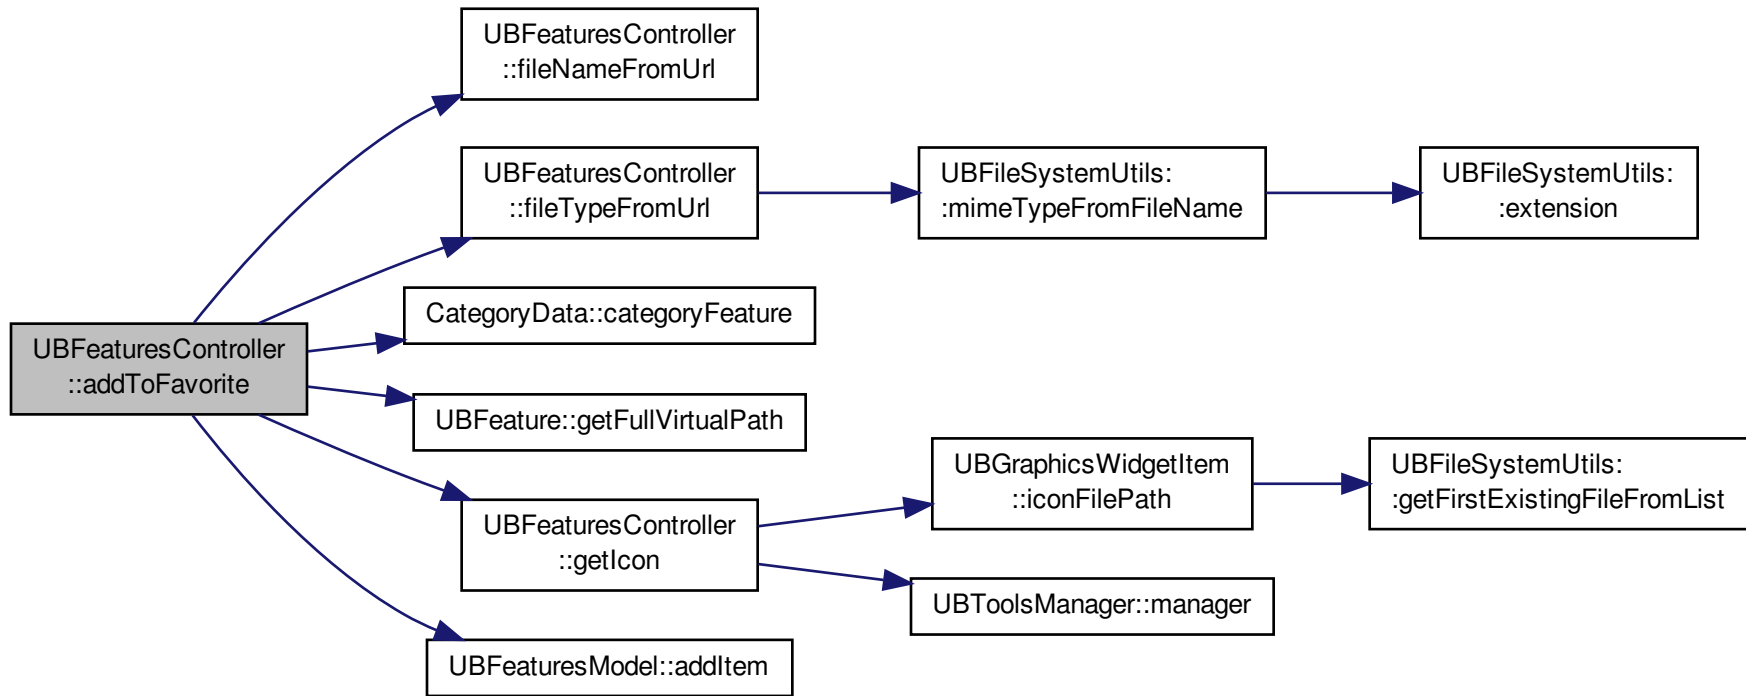 UBFeaturesController
::addToFavorite
UBFeaturesController
::fileNameFromUrl
UBFeaturesController
::fileTypeFromUrl
UBFileSystemUtils:
:mimeTypeFromFileName
UBFileSystemUtils:
:extension
CategoryData::categoryFeature
UBFeature::getFullVirtualPath
UBFeaturesController
::getIcon
UBGraphicsWidgetItem
::iconFilePath
UBFileSystemUtils:
:getFirstExistingFileFromList
UBToolsManager::manager
UBFeaturesModel::addItem